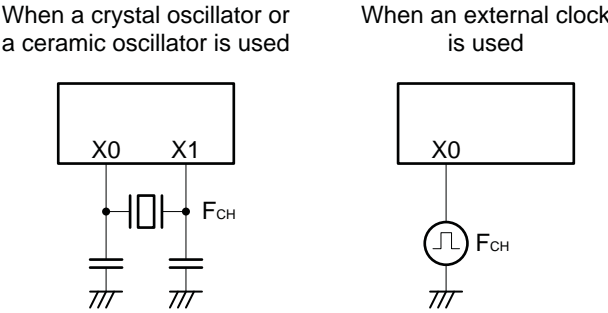 When a crystal oscillator or
a ceramic oscillator is used
When an external clock
is used
X0 X1
FCH
X0
FCH